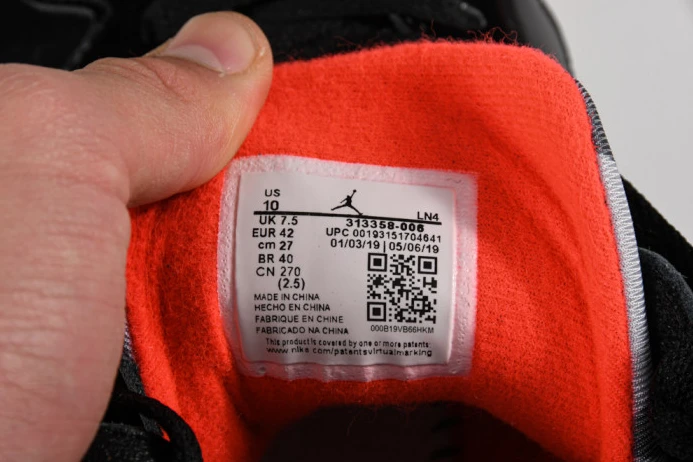 US
10
LN4
UK 7.5
313358-006
EUR 42
UPC 00193151704641
cm 27
01/03/19 | 05/06/19
BR 40
CN 270
(2.5)
MADE IN CHINA
HECHO EN CHINA
FABRIQUE EN CHINE
FABRICADO NA CHINA
000B19VB66HKM
This product is covered by one or more patents
www.nike.com/patentsvirtualmarking